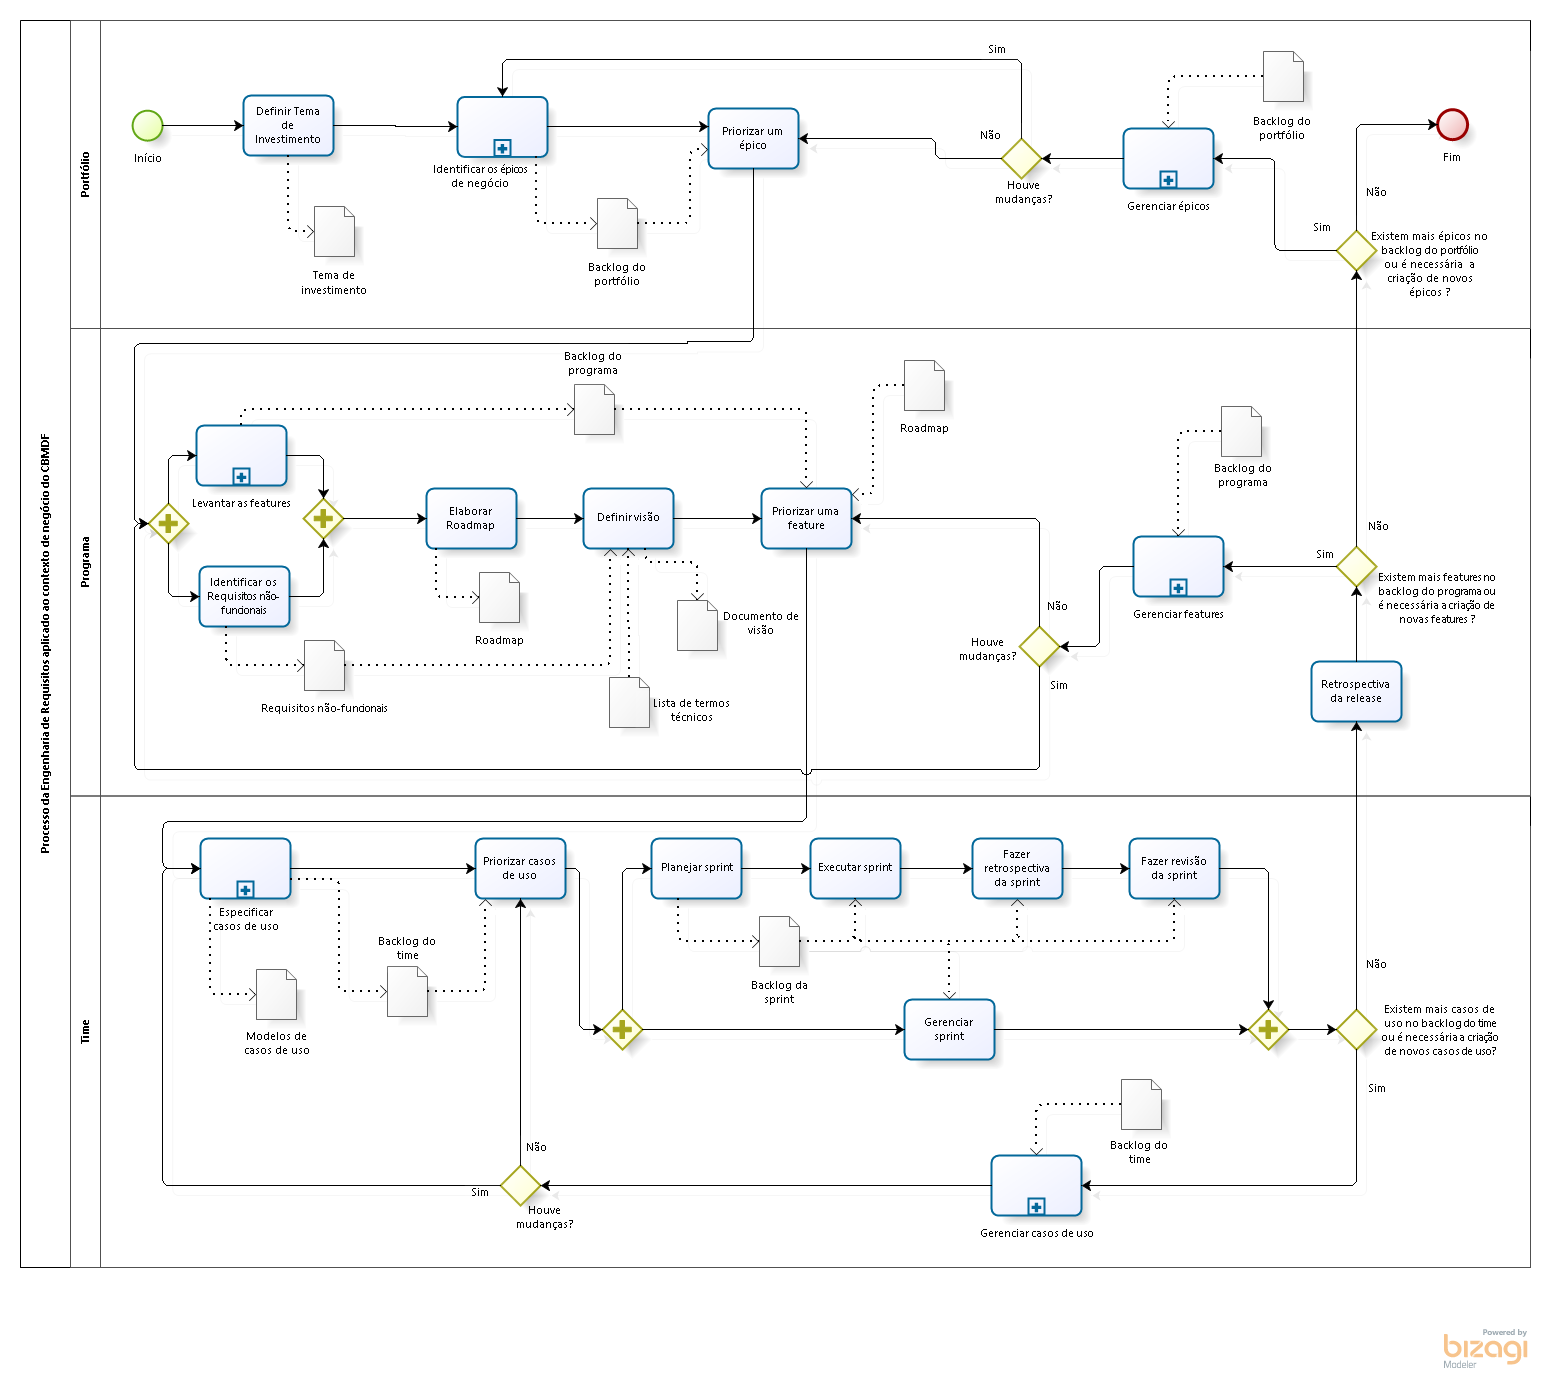 Processo da Engenharia de Requisitos aplicado ao contexto de negócio do CBMDF
Portfólio
Início
Definir Tema
de
Investimento
Tema de
investimento
Identificar os épicos
de negócio
Backlog do
portfólio
Priorizar um
épico
Sim
Não
Houve
mudanças?
Gerenciar épicos
Backlog do
portfólio
Sim
Não
Existem mais épicos no
backlog do portfólio
ou é necessária a
criação de novos
épicos ?
Fim
Programa
Levantar as features
Identificar os
Requisitos não-
funcionais
Requisitos não-funcionais
Backlog do
programa
Elaborar
Roadmap
Roadmap
Definir visão
Documento de
visão
Lista de termos
técnicos
Priorizar uma
feature
Roadmap
Não
Houve
mudanças?
Sim
Backlog do
programa
Gerenciar features
Sim
Não
Existem mais features no
backlog do programa ou
é necessária a criação de
novas features ?
Retrospectiva
da release
Time
Especificar
casos de uso
Modelos de
casos de uso
Backlog do
time
Priorizar casos
de uso
Planejar sprint
Executar sprint
Fazer
retrospectiva
da sprint
Fazer revisão
da sprint
Backlog da
sprint
Gerenciar
sprint
Não
Existem mais casos de
uso no backlog do time
ou é necessária a criação
de novos casos de uso?
Sim
Backlog do
time
Gerenciar casos de uso
Não
Sim
Houve
mudanças?
Powered by
bizagi
Modeler